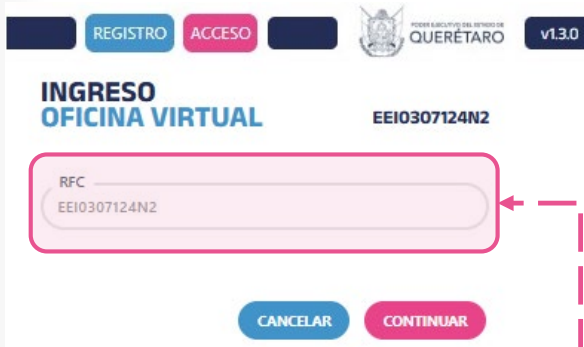 REGISTRO ACCESO PODER EJECUTIVO DEL ESTADO DE QUERÉTARO v1.3.0
INGRESO
OFICINA VIRTUAL EEI0307124N2
RFC
EEI0307124N2
CANCELAR CONTINUAR